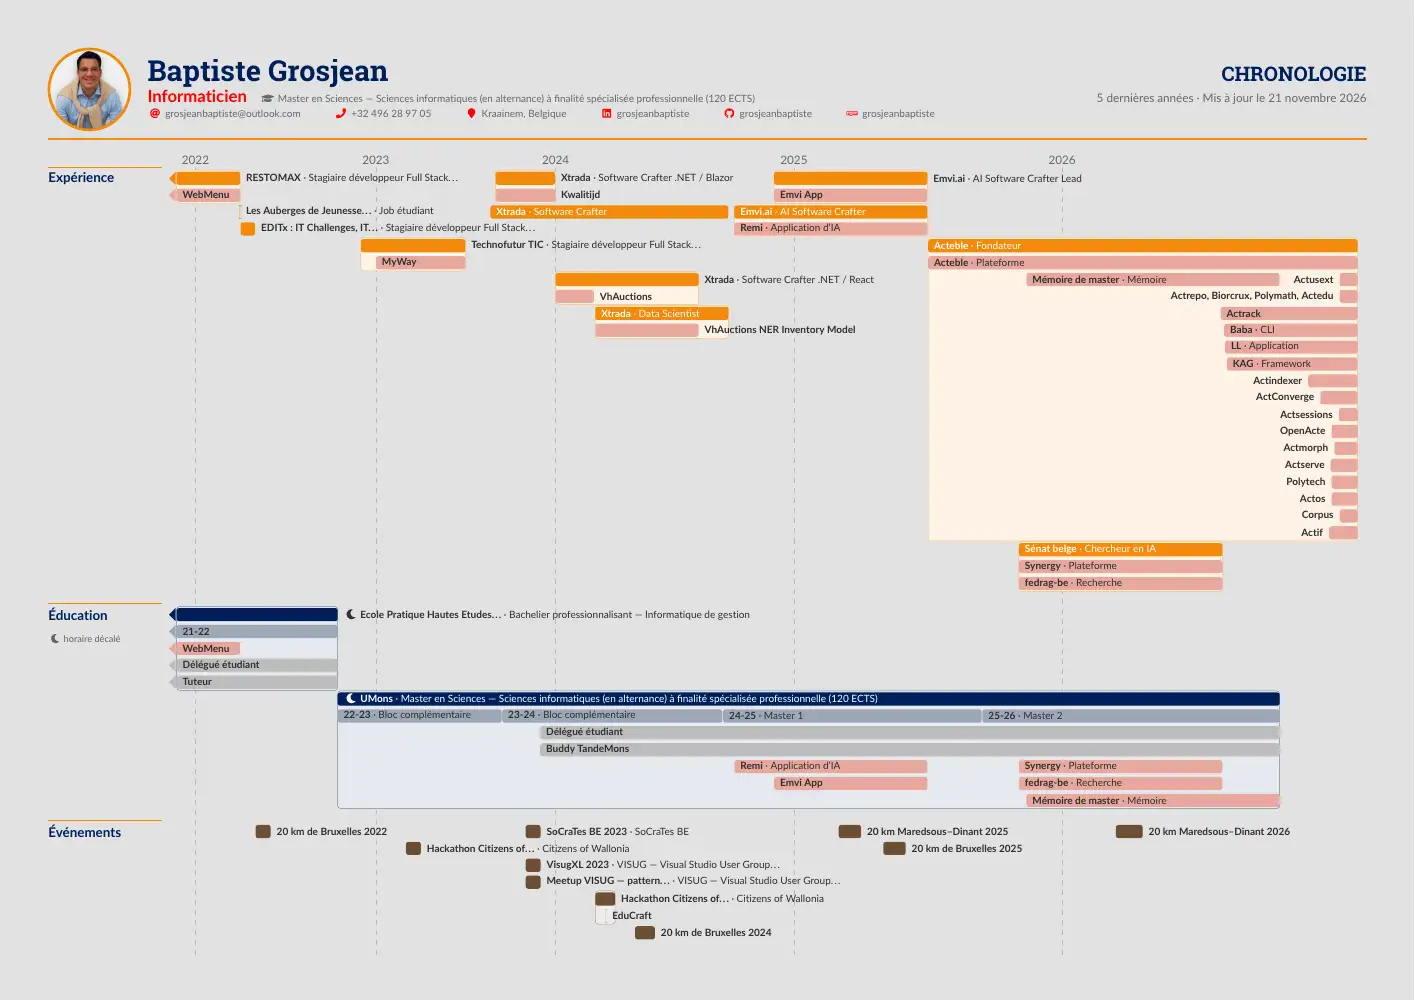 Baptiste Grosjean
CHRONOLOGIE
Informaticien Master en Sciences — Sciences informatiques (en alternance) à finalité spécialisée professionnelle (120 ECTS)
5 dernières années · Mis à jour le 21 novembre 2026
grosjeanbaptiste@outlook.com +32 496 28 97 05 Kraainem, Belgique grosjeanbaptiste grosjeanbaptiste grosjeanbaptiste
2022 2023 2024 2025 2026
Expérience
RESTOMAX · Stagiaire développeur Full Stack… Xtrada · Software Crafter .NET / Blazor Emvi.ai · AI Software Crafter Lead
WebMenu Kwalitijd Emvi App
Les Auberges de Jeunesse… · Job étudiant Xtrada · Software Crafter Emvi.ai · AI Software Crafter
EDITx : IT Challenges, IT… · Stagiaire développeur Full Stack… Remi · Application d'IA
Technofutur TIC · Stagiaire développeur Full Stack… Acteble · Fondateur
MyWay Acteble · Plateforme
Xtrada · Software Crafter .NET / React Mémoire de master · Mémoire Actusext
VhAuctions Actrepo, Biorcrux, Polymath, Actedu
Xtrada · Data Scientist Actrack
VhAuctions NER Inventory Model Baba · CLI
LL · Application
KAG · Framework
Actindexer
ActConverge
Actsessions
OpenActe
Actmorph
Actserve
Polytech
Actos
Corpus
Actif
Sénat belge · Chercheur en IA
Synergy · Plateforme
fedrag-be · Recherche
Éducation
Ecole Pratique Hautes Etudes… · Bachelier professionnalisant — Informatique de gestion
21-22
horaire décalé
WebMenu
Délégué étudiant
Tuteur
UMons · Master en Sciences — Sciences informatiques (en alternance) à finalité spécialisée professionnelle (120 ECTS)
22-23 · Bloc complémentaire 23-24 · Bloc complémentaire 24-25 · Master 1 25-26 · Master 2
Délégué étudiant
Buddy TandeMons
Remi · Application d'IA Synergy · Plateforme
Emvi App fedrag-be · Recherche
Mémoire de master · Mémoire
Événements
20 km de Bruxelles 2022 SoCraTes BE 2023 · SoCraTes BE 20 km Maredsous–Dinant 2025 20 km Maredsous–Dinant 2026
Hackathon Citizens of… · Citizens of Wallonia 20 km de Bruxelles 2025
VisugXL 2023 · VISUG — Visual Studio User Group…
Meetup VISUG — pattern… · VISUG — Visual Studio User Group…
Hackathon Citizens of… · Citizens of Wallonia
EduCraft
20 km de Bruxelles 2024